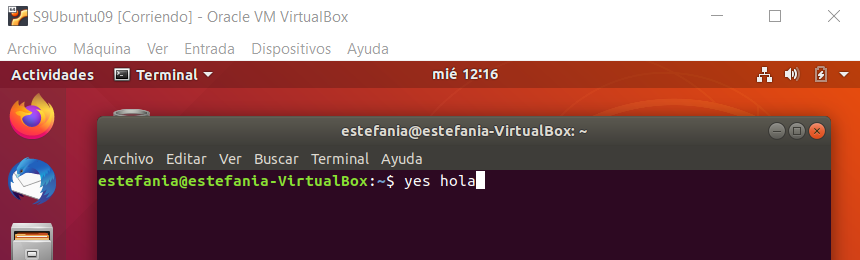 S9Ubuntu09 [Corriendo] - Oracle VM VirtualBox
Archivo Máquina Ver Entrada Dispositivos Ayuda
Actividades Terminal mié 12:16
estefania@estefania-VirtualBox: ~
Archivo Editar Ver Buscar Terminal Ayuda
estefania@estefania-VirtualBox:~$ yes hola